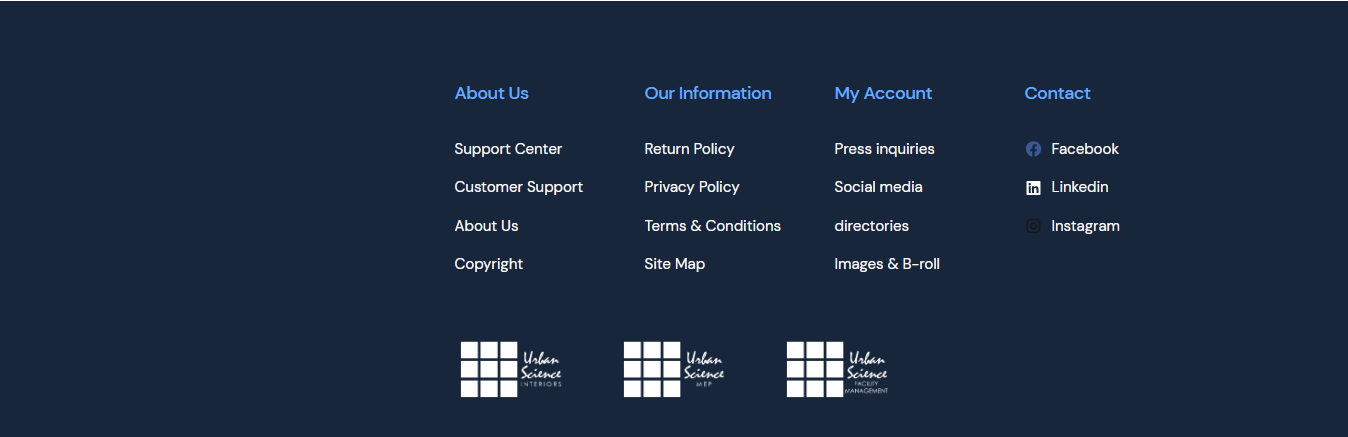 About Us
Support Center
Customer Support
About Us
Copyright
Our Information
Return Policy
Privacy Policy
Terms & Conditions
Site Map
My Account
Press inquiries
Social media
directories
Images & B-roll
Contact
Facebook
Linkedin
Instagram
Urban
Science
INTERIORS
Urban
Science
MEP
Urban
Science
FACILITY
MANAGEMENT